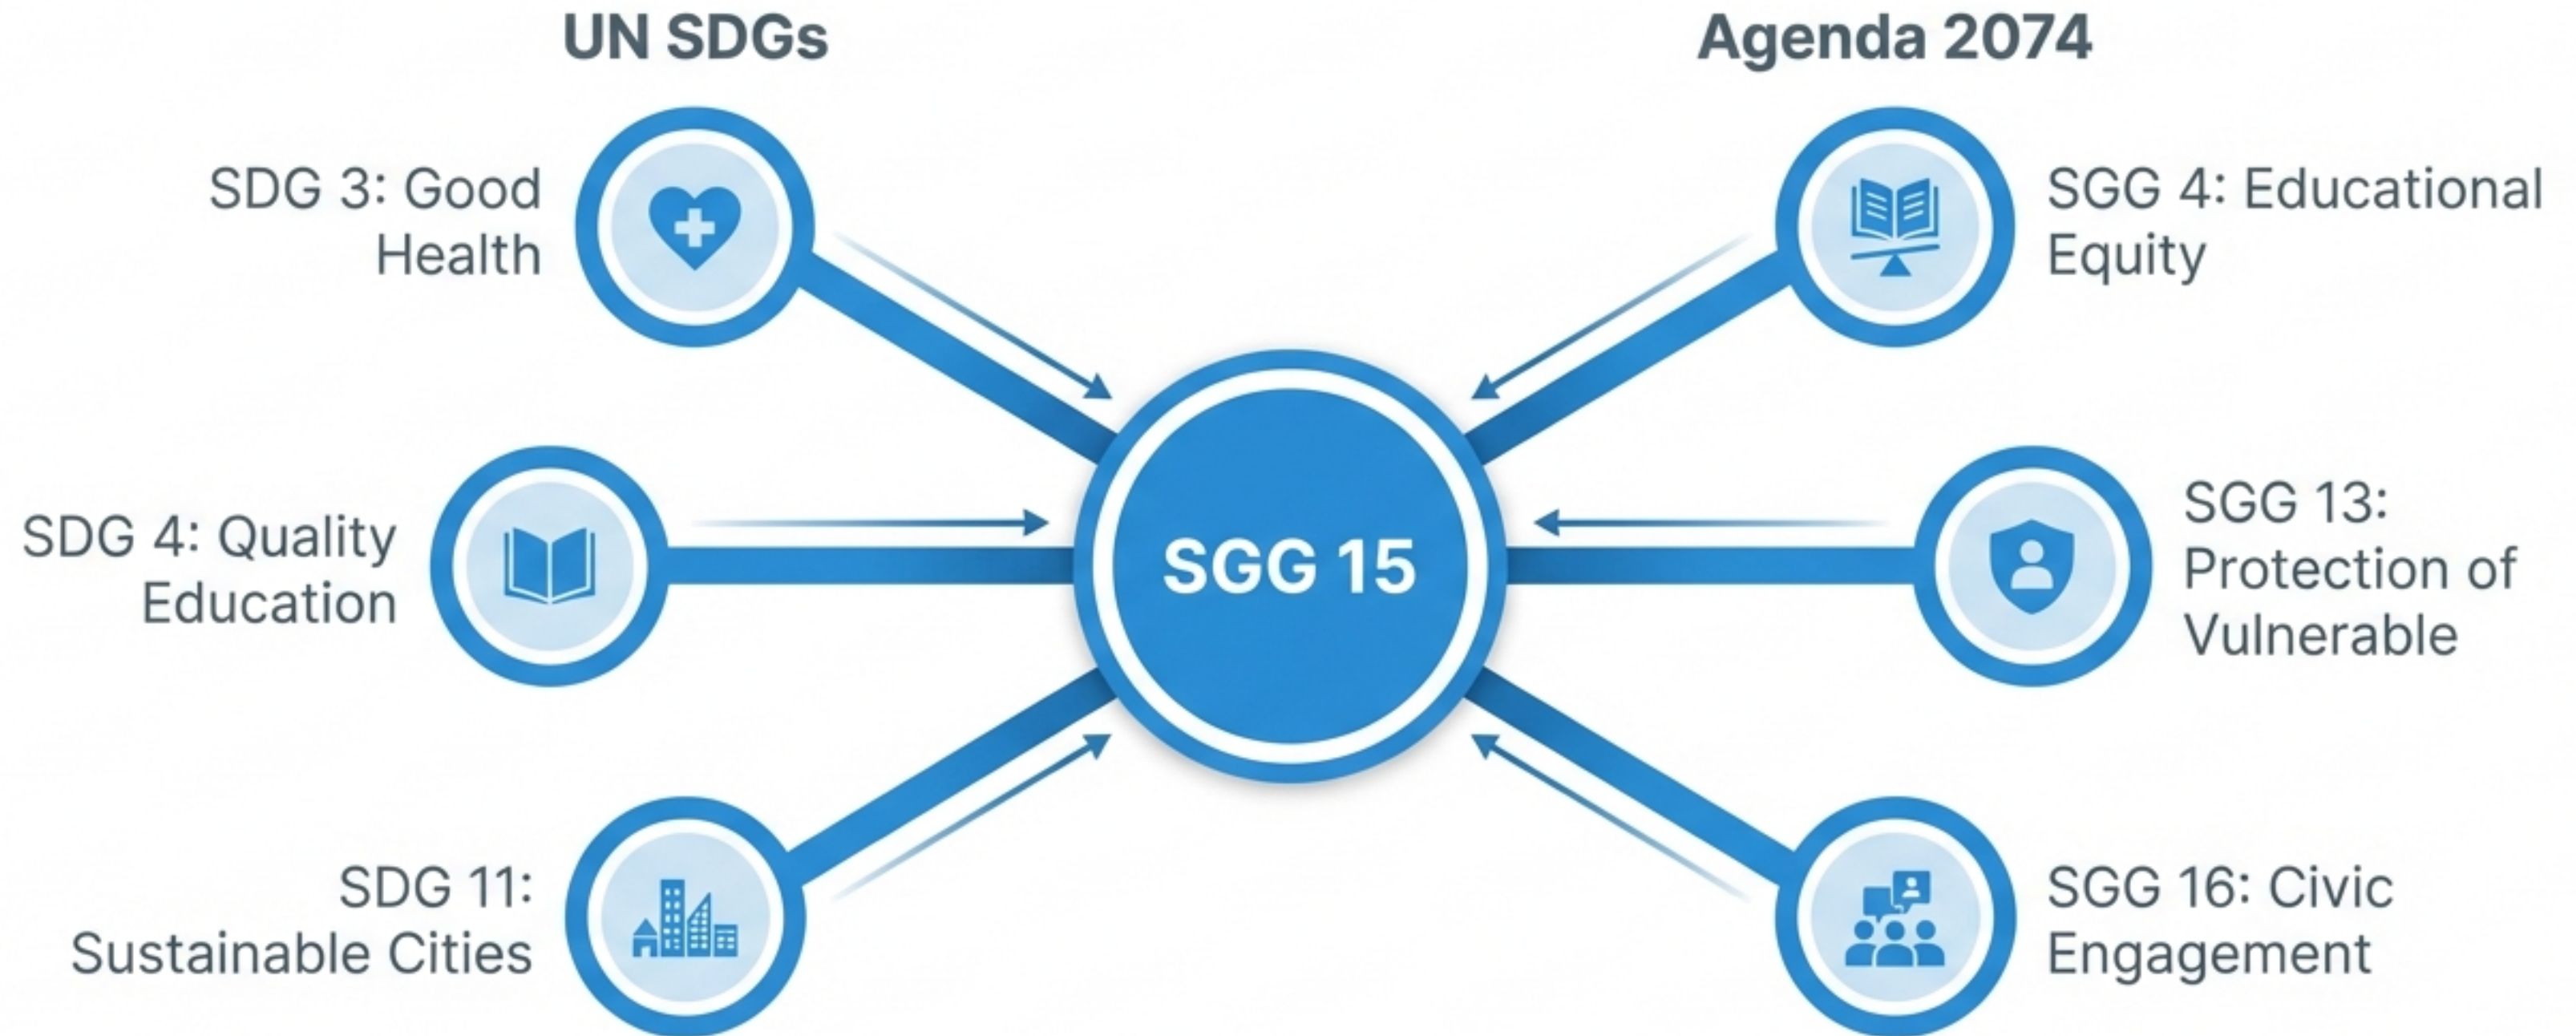 UN SDGs
Agenda 2074
SDG 3: Good
Health
SGG 4: Educational
Equity
SDG 4: Quality
Education
SGG 15
SGG 13:
Protection of
Vulnerable
SDG 11:
Sustainable Cities
SGG 16: Civic
Engagement